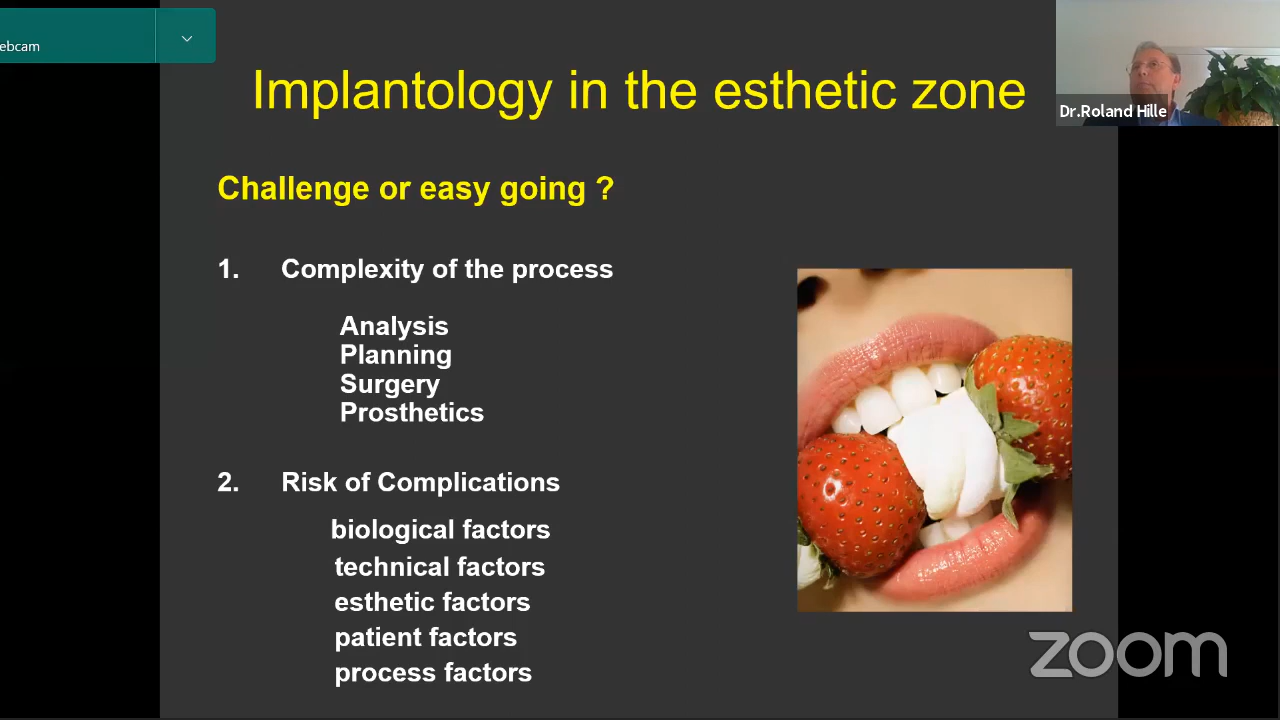 ebcam
Implantology in the esthetic zone
Dr.Roland Hille
Challenge or easy going ?
1. Complexity of the process
Analysis
Planning
Surgery
Prosthetics
2. Risk of Complications
biological factors
technical factors
esthetic factors
patient factors
process factors
zoom